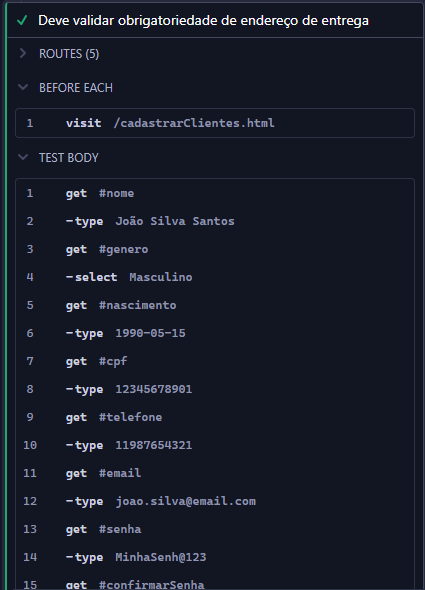 Deve validar obrigatoriedade de endereço de entrega
ROUTES (5)
BEFORE EACH
1 visit /cadastrarClientes.html
TEST BODY
1 get #nome
2 -type João Silva Santos
3 get #genero
4 -select Masculino
5 get #nascimento
6 -type 1990-05-15
7 get #cpf
8 -type 12345678901
9 get #telefone
10 -type 11987654321
11 get #email
12 -type joao.silva@email.com
13 get #senha
14 -type MinhaSenh@123
15 get #confirmarSenha